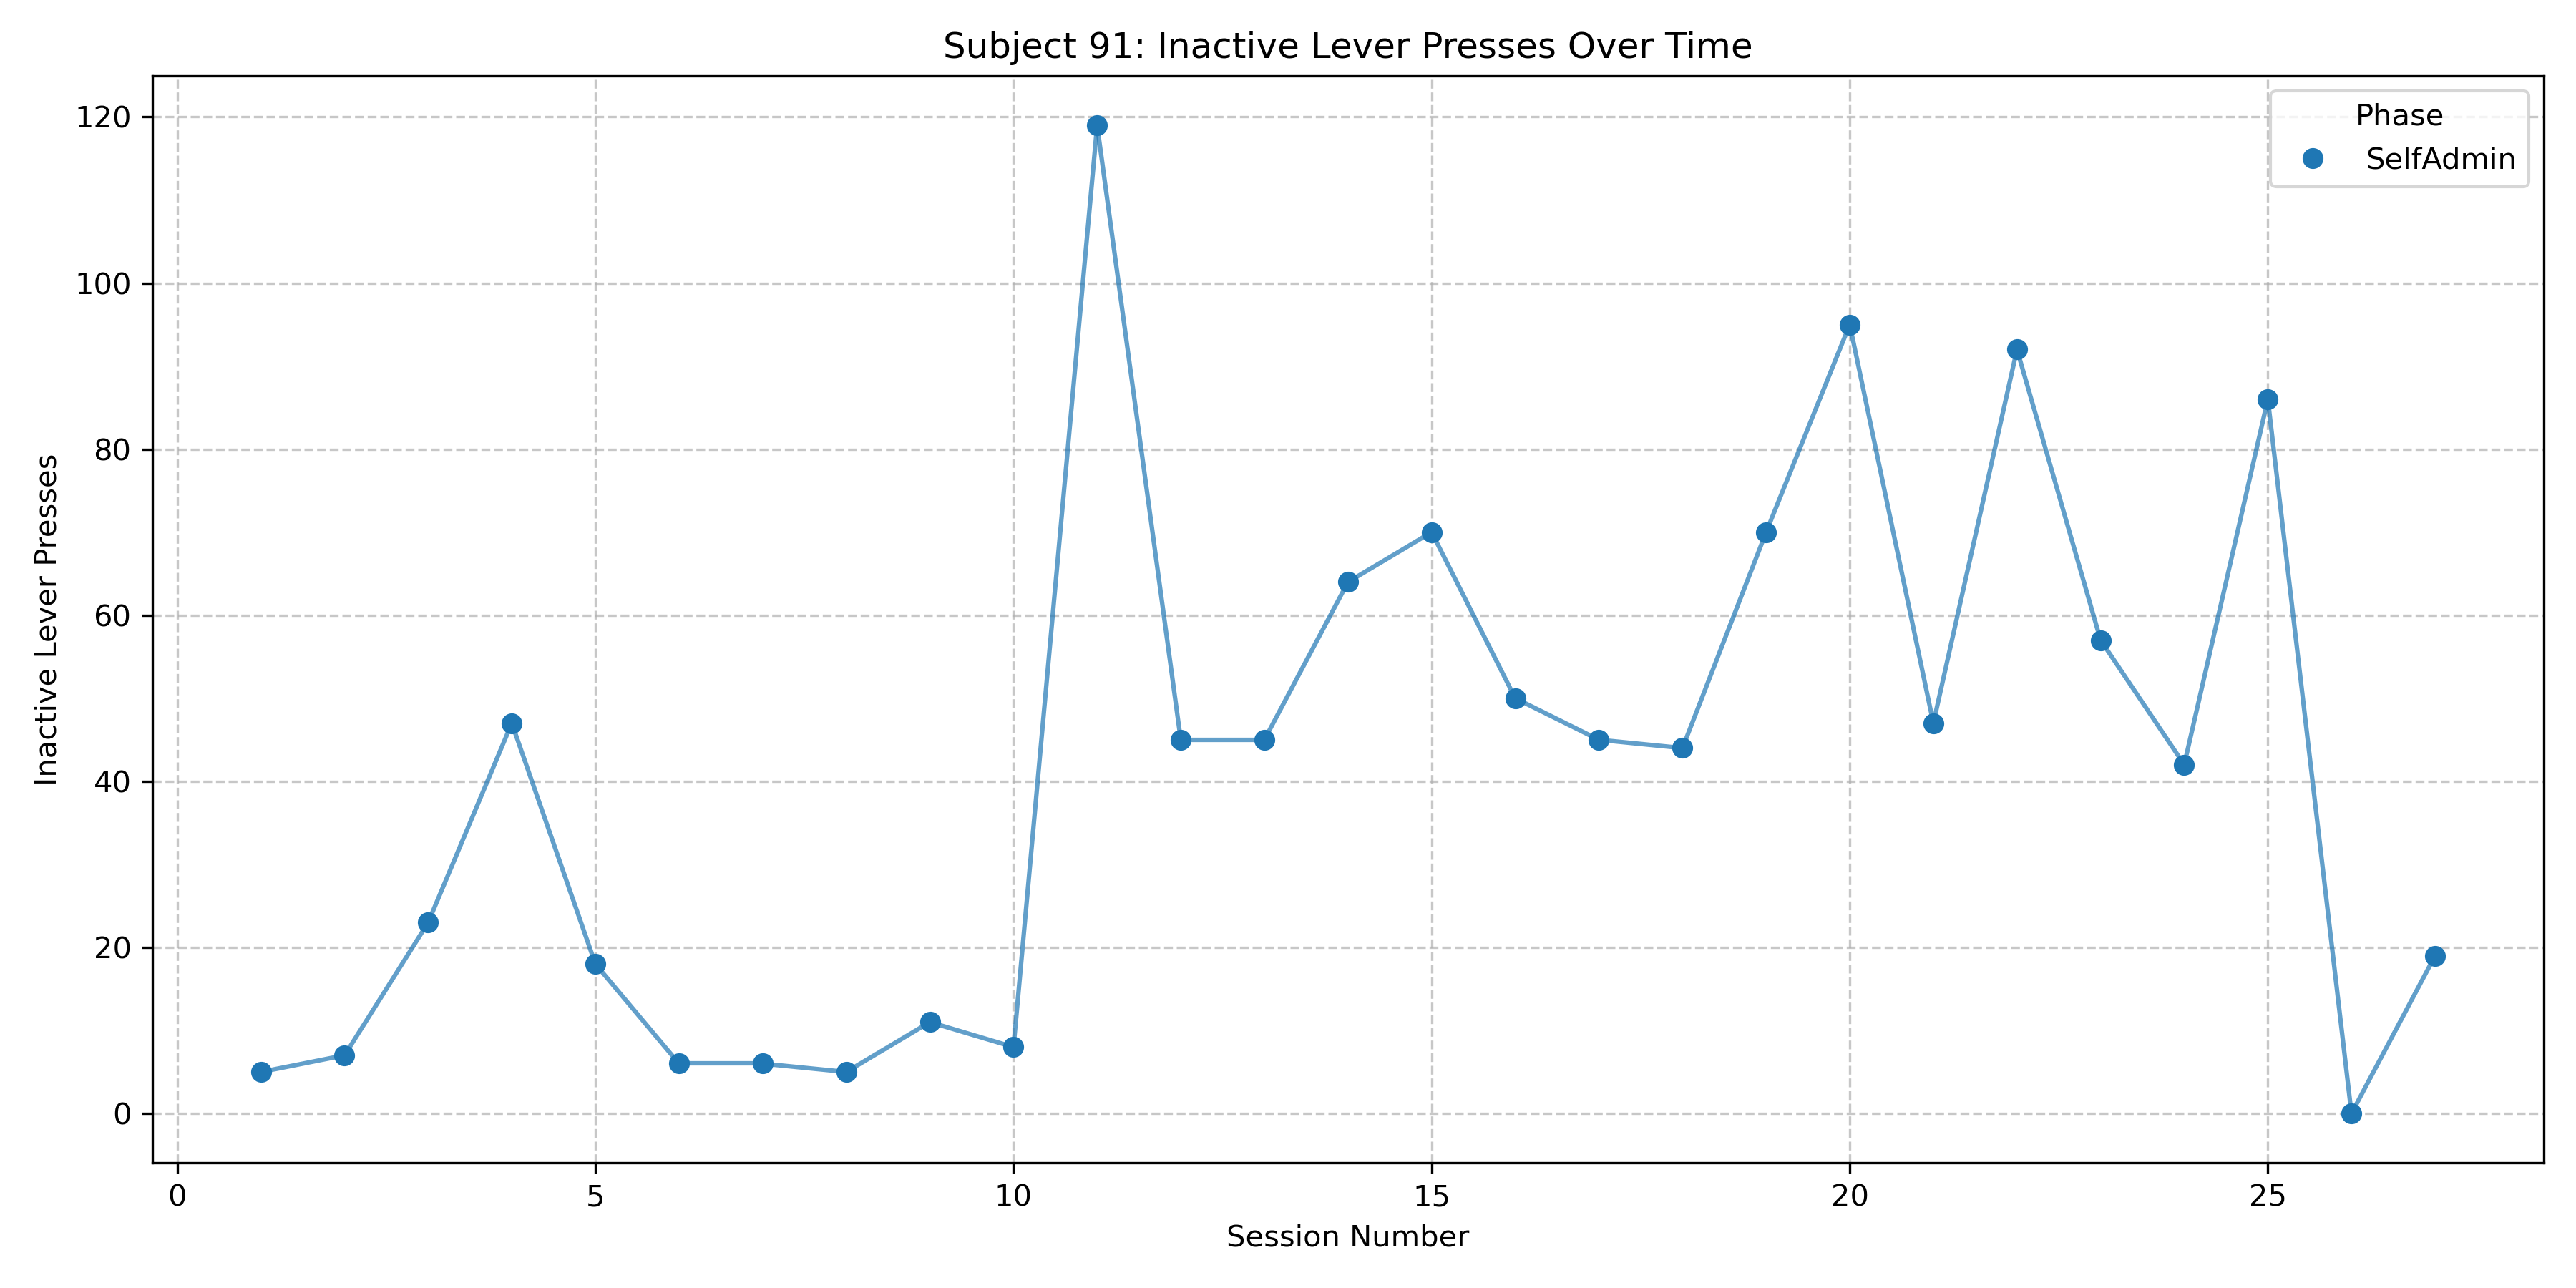 Subject 91: Inactive Lever Presses Over Time
Phase
SelfAdmin
Inactive Lever Presses
120
100
80
60
40
20
0
0 5 10 15 20 25
Session Number